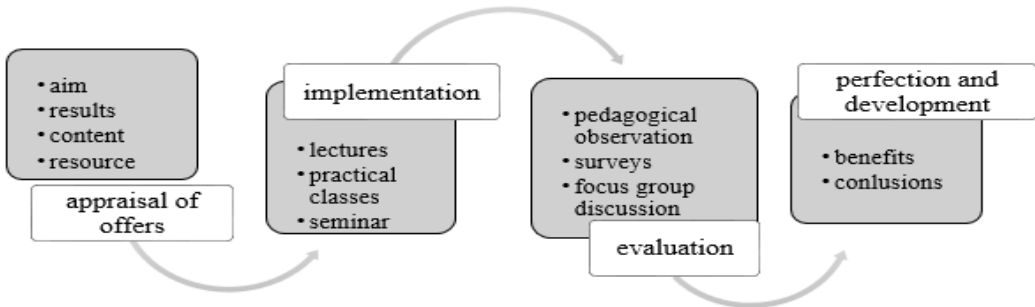 • aim
• results
• content
• resource
appraisal of
offers
implementation
• lectures
• practical
classes
• seminar
• pedagogical
observation
• surveys
• focus group
discussion
evaluation
perfection and
development
• benefits
• conlusions